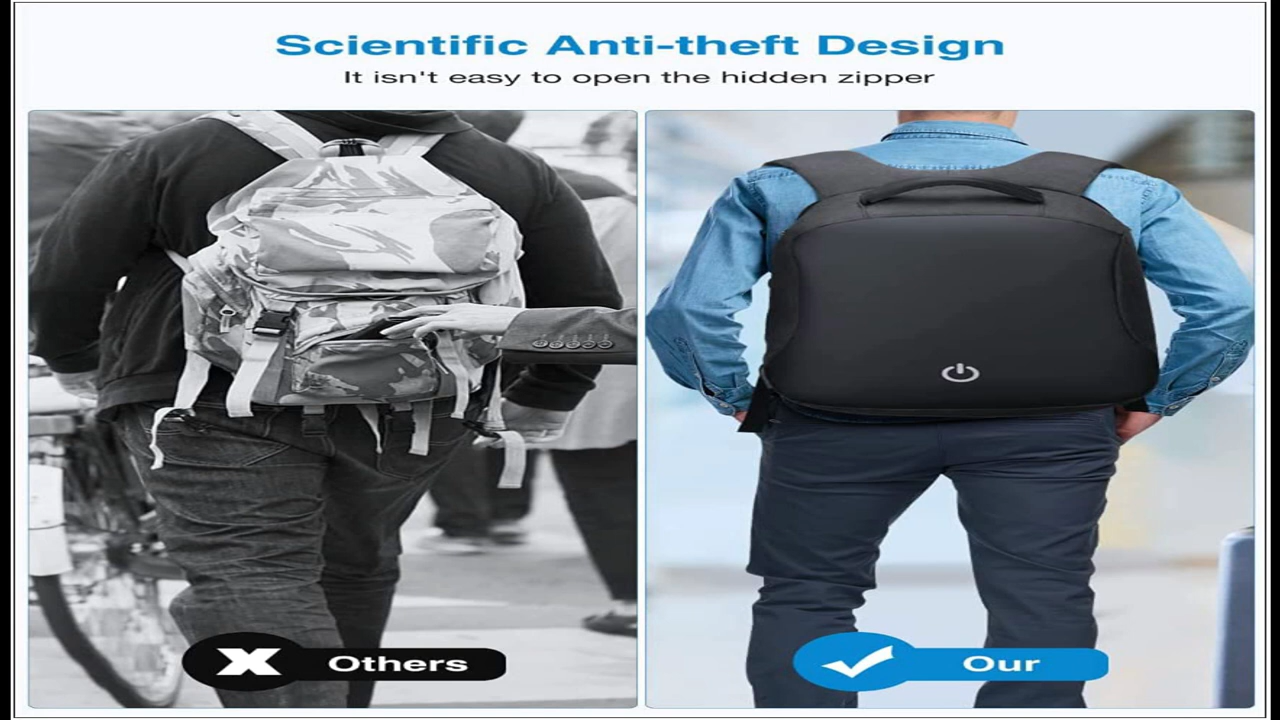 Scientific Anti-theft Design
It isn't easy to open the hidden zipper
Others
Our